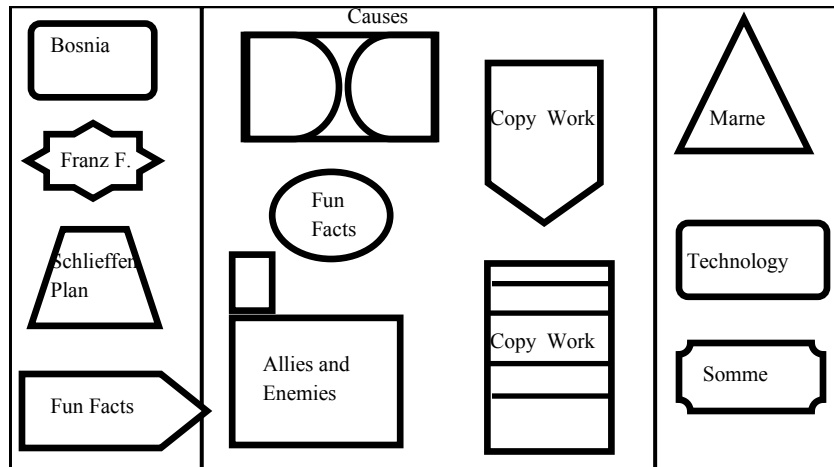 Bosnia
Franz F.
Schlieffen
Plan
Fun Facts
Causes
Copy Work
Fun
Facts
Allies and
Enemies
Copy Work
Marne
Technology
Somme